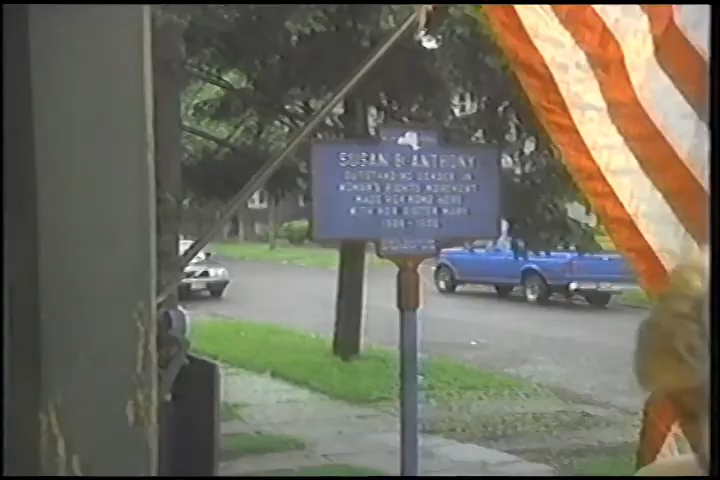 SUSAN B. ANTHONY
OUTSTANDING LEADER IN
WOMAN'S RIGHTS MOVEMENT
MADE HER HOME HERE
WITH HER SISTER MARY